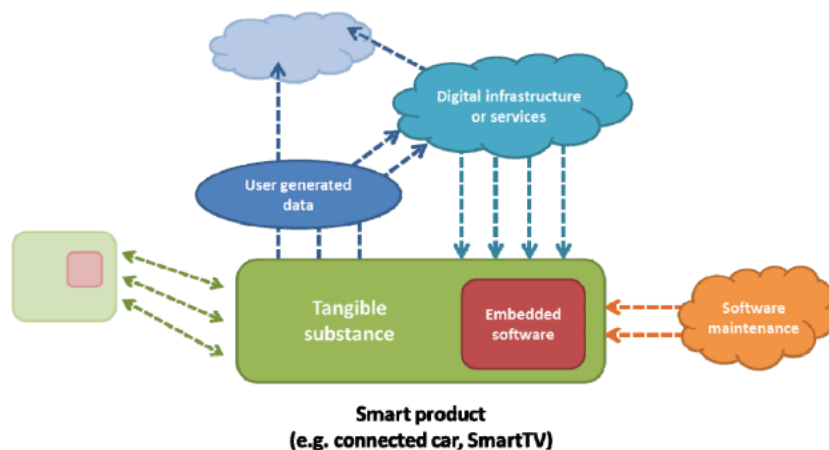 Digital infrastructure
or services
User generated
data
Tangible
substance
Embedded
software
Software
maintenance
Smart product
(e.g. connected car, SmartTV)